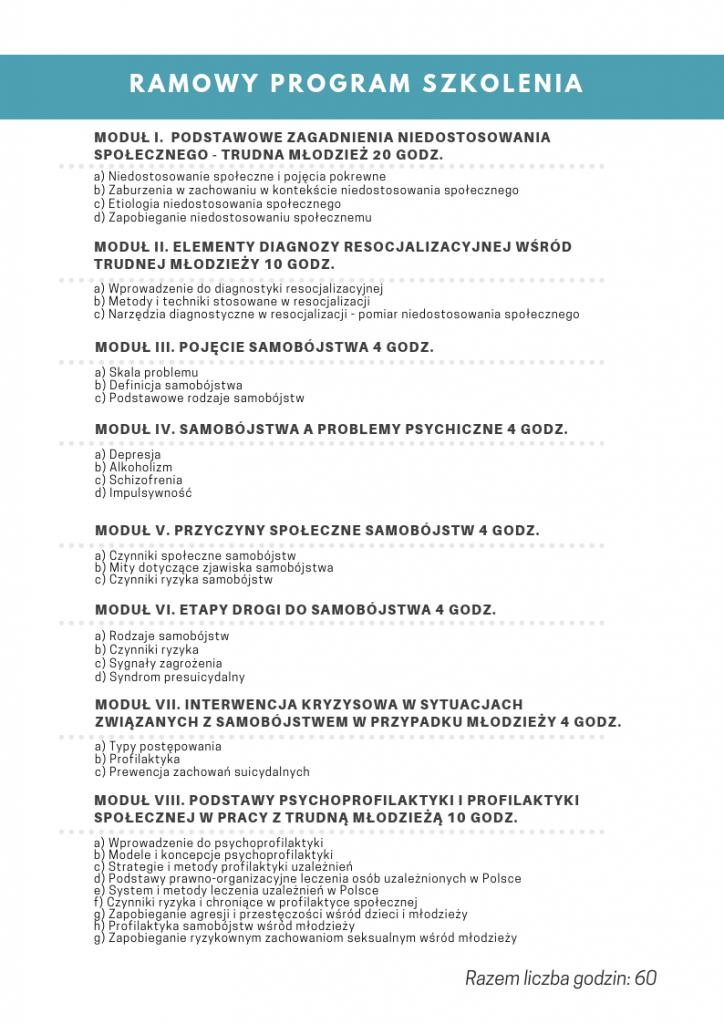 RAMOWY PROGRAM SZKOLENIA
MODUŁ I. PODSTAWOWE ZAGADNIENIA NIEDOSTOSOWANIA
SPOŁECZNEGO - TRUDNA MŁODZIEŻ 20 GODZ.
a) Niedostosowanie społeczne i pojęcia pokrewne
b) Zaburzenia w zachowaniu w kontekście niedostosowania społecznego
c) Etiologia niedostosowania społecznego
d) Zapobieganie niedostosowaniu społecznemu
MODUŁ II. ELEMENTY DIAGNOZY RESOCJALIZACYJNEJ WŚRÓD
TRUDNEJ MŁODZIEŻY 10 GODZ.
a) Wprowadzenie do diagnostyki resocjalizacyjnej
b) Metody i techniki stosowane w resocjalizacji
c) Narzędzia diagnostyczne w resocjalizacji - pomiar niedostosowania społecznego
MODUŁ III. POJĘCIE SAMOBÓJSTWA 4 GODZ.
a) Skala problemu
b) Definicja samobójstwa
c) Podstawowe rodzaje samobójstw
MODUŁ IV. SAMOBÓJSTWA A PROBLEMY PSYCHICZNE 4 GODZ.
a) Depresja
b) Alkoholizm
c) Schizofrenia
d) Impulsywność
MODUŁ V. PRZYCZYNY SPOŁECZNE SAMOBÓJSTW 4 GODZ.
a) Czynniki społeczne samobójstw
b) Mity dotyczące zjawiska samobójstwa
c) Czynniki ryzyka samobójstw
MODUŁ VI. ETAPY DROGI DO SAMOBÓJSTWA 4 GODZ.
a) Rodzaje samobójstw
b) Czynniki ryzyka
c) Sygnały zagrożenia
d) Syndrom presuicydalny
MODUŁ VII. INTERWENCJA KRYZYSOWA W SYTUACJACH
ZWIĄZANYCH Z SAMOBÓJSTWEM W PRZYPADKU MŁODZIEŻY 4 GODZ.
a) Typy postępowania
b) Profilaktyka
c) Prewencja zachowań suicydalnych
MODUŁ VIII. PODSTAWY PSYCHOPROFILAKTYKI I PROFILAKTYKI
SPOŁECZNEJ W PRACY Z TRUDNĄ MŁODZIEŻĄ 10 GODZ.
a) Wprowadzenie do psychoprofilaktyki
b) Modele i koncepcje psychoprofilaktyki
c) Strategie i metody profilaktyki uzależnień
d) Podstawy prawno-organizacyjne leczenia osób uzależnionych w Polsce
e) System i metody leczenia uzależnień w Polsce
f) Czynniki ryzyka i chroniące w profilaktyce społecznej
g) Zapobieganie agresji i przestęczości wśród dzieci i młodzieży
h) Profilaktyka samobójstw wśród młodzieży
g) Zapobieganie ryzykownym zachowaniom seksualnym wśród młodzieży
Razem liczba godzin: 60